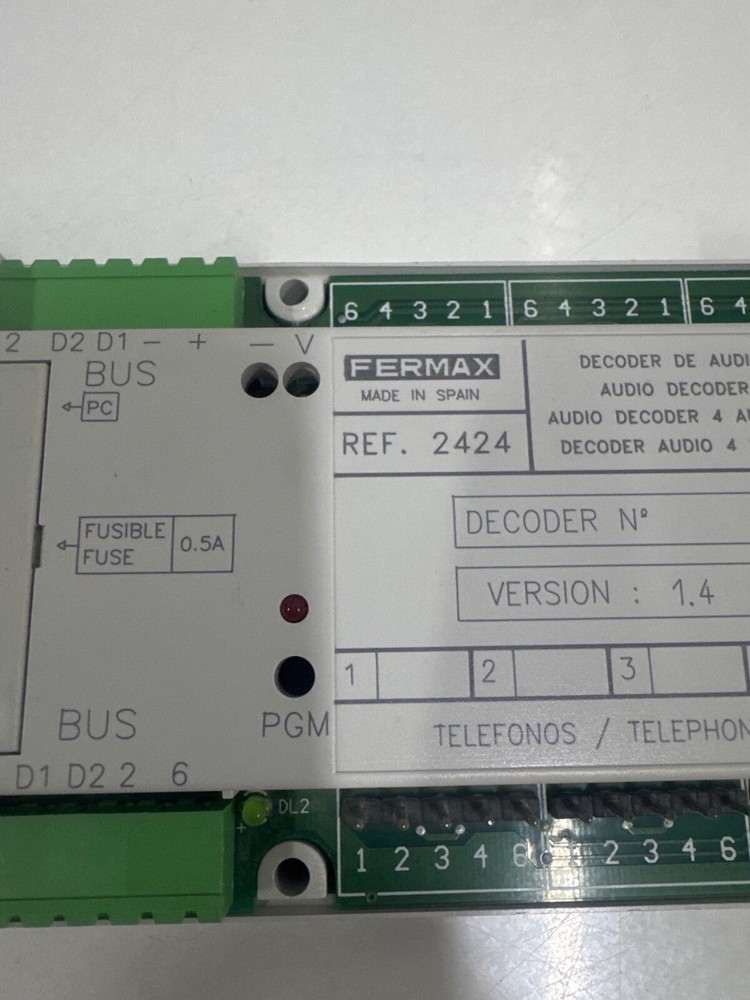 6 4 3 2 1 6 4 3 2 1 6 4
2 D2 D1 — + — V
BUS
PC
FERMAX
MADE IN SPAIN
REF. 2424
DECODER DE AUDI
AUDIO DECODER
AUDIO DECODER 4 A
DECODER AUDIO 4
FUSIBLE
FUSE
0.5A
DECODER Nº
VERSION : 1.4
1 2 3
BUS
PGM
TELEFONOS / TELEPHON
D1 D2 2 6
+ DL2
1 2 3 4 6 1 2 3 4 6